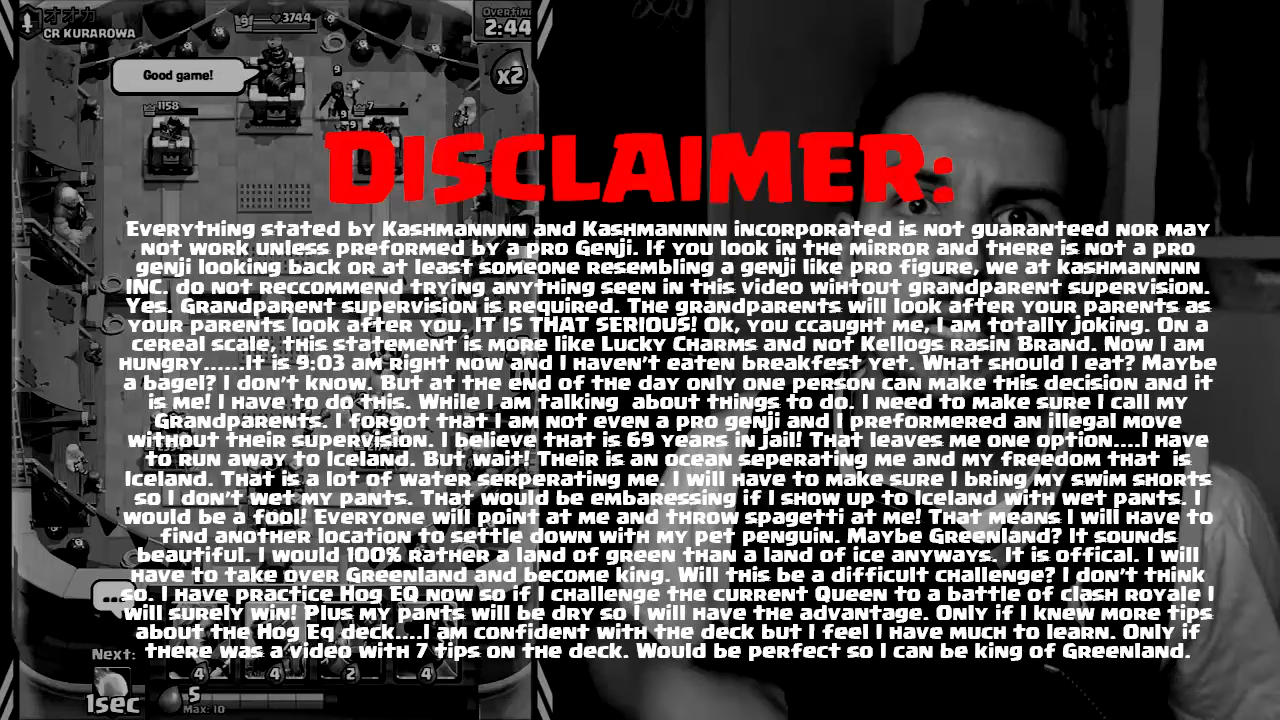 オオカ
CR KURAROWA
9 3744
Overtime
2:44
Good game!
x2
9
1158
7
9
9
DISCLAIMER:
Everything stated by Kashmannnn and Kashmannnn incorporated is not guaranteed nor may
not work unless preformed by a pro Genji. If you look in the mirror and there is not a pro
genji looking back or at least someone resembling a genji like pro figure, we at kashmannnn
INC. do not reccommend trying anything seen in this video wihtout grandparent supervision.
Yes. Grandparent supervision is required. The grandparents will look after your parents as
your parents look after you. IT IS THAT SERIOUS! Ok, you ccaught me, I am totally joking. On a
cereal scale, this statement is more like Lucky Charms and not Kellogs Rasin Brand. Now I am
hungry......It is 9:03 am right now and I haven't eaten breakfest yet. What should I eat? Maybe
a bagel? I don't know. But at the end of the day only one person can make this decision and it
is me! I have to do this. While I am talking  about things to do. I need to make sure I call my
Grandparents. I forgot that I am not even a pro genji and I preformered an illegal move
without their supervision. I believe that is 69 years in jail! That leaves me one option....I have
to run away to Iceland. But wait! Their is an ocean seperating me and my freedom that  is
Iceland. That is a lot of water serperating me. I will have to make sure I bring my swim shorts
so I don't wet my pants. That would be embaressing if I show up to Iceland with wet pants. I
would be a fool! Everyone will point at me and throw spagetti at me! That means I will have to
find another location to settle down with my pet penguin. Maybe Greenland? It sounds
beautiful. I would 100% rather a land of green than a land of ice anyways. It is offical. I will
have to take over Greenland and become king. Will this be a difficult challenge? I don't think
so. I have practice Hog EQ now so if I challenge the current Queen to a battle of clash royale I
will surely win! Plus my pants will be dry so I will have the advantage. Only if I knew more tips
about the Hog Eq deck....I am confident with the deck but I feel I have much to learn. Only if
there was a video with 7 tips on the deck. Would be perfect so I can be king of Greenland.
...
Next:
4 4 2 4
1sec
5
Max: 10